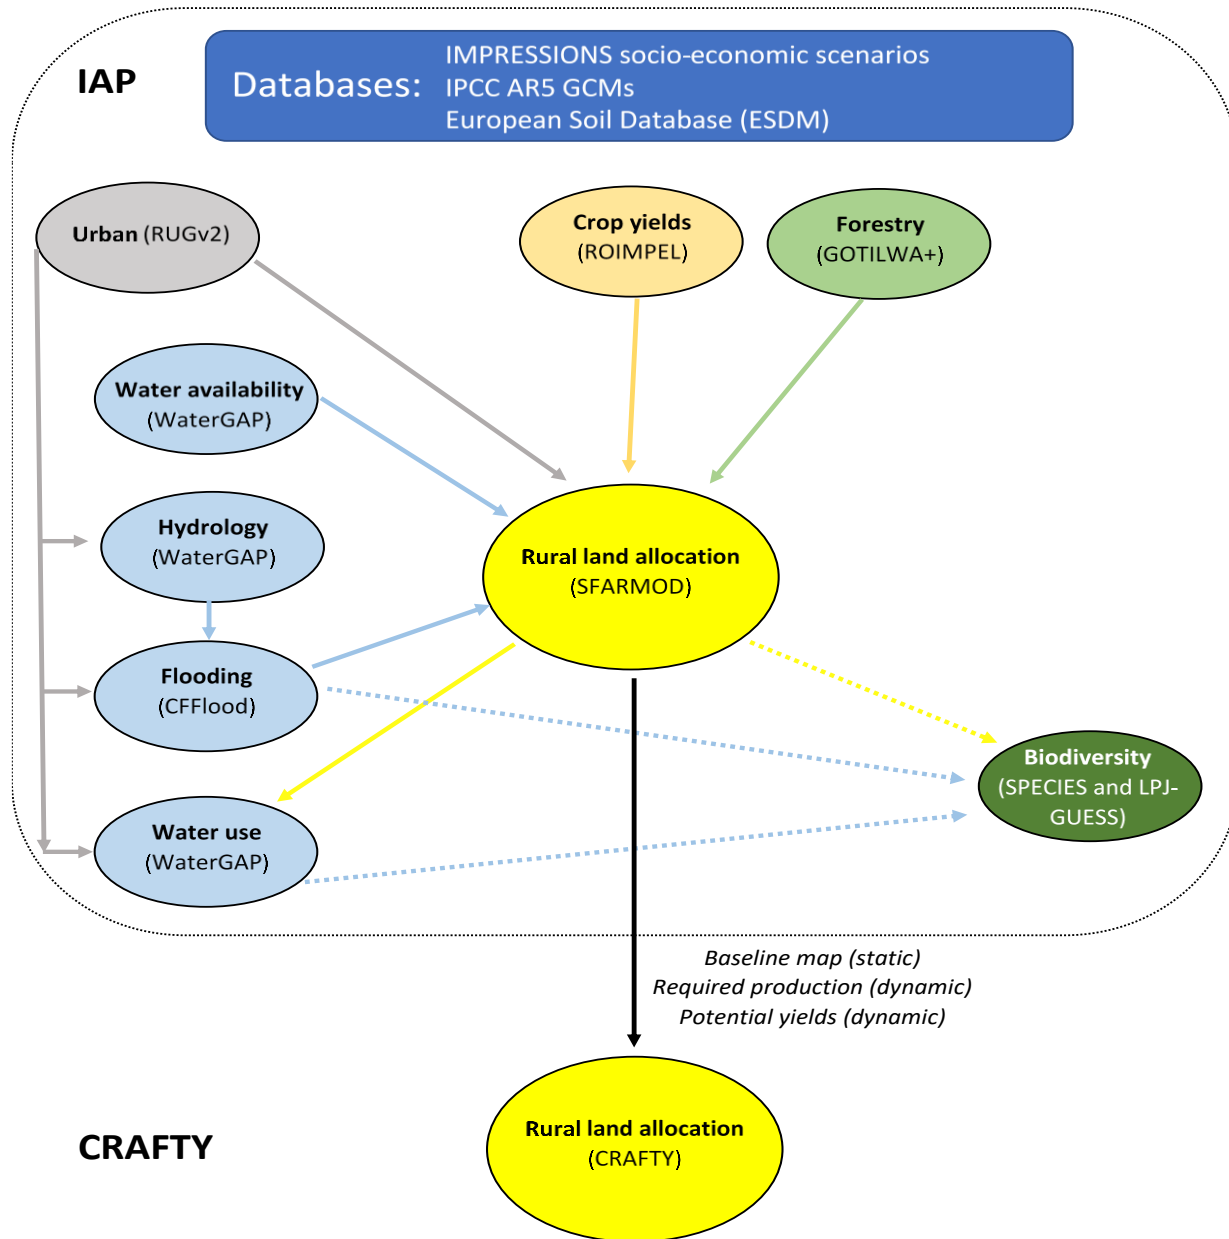 IAP
Databases:
IMPRESSIONS socio-economic scenarios
IPCC AR5 GCMs
European Soil Database (ESDM)
Urban (RUGv2)
Crop yields
(ROIMPEL)
Forestry
(GOTILWA+)
Water availability
(WaterGAP)
Hydrology
(WaterGAP)
Rural land allocation
(SFARMOD)
Flooding
(CFFlood)
Biodiversity
(SPECIES and LPJ-
GUESS)
Water use
(WaterGAP)
Baseline map (static)
Required production (dynamic)
Potential yields (dynamic)
CRAFTY
Rural land allocation
(CRAFTY)